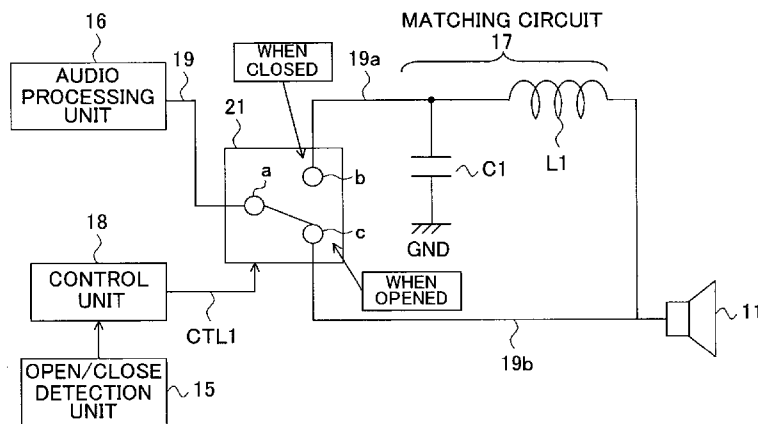 MATCHING CIRCUIT
17
16
AUDIO
PROCESSING
UNIT
19
WHEN
CLOSED
19a
21
a
b
c
C1
L1
GND
18
CONTROL
UNIT
CTL1
WHEN
OPENED
11
19b
OPEN/CLOSE
DETECTION
UNIT
15